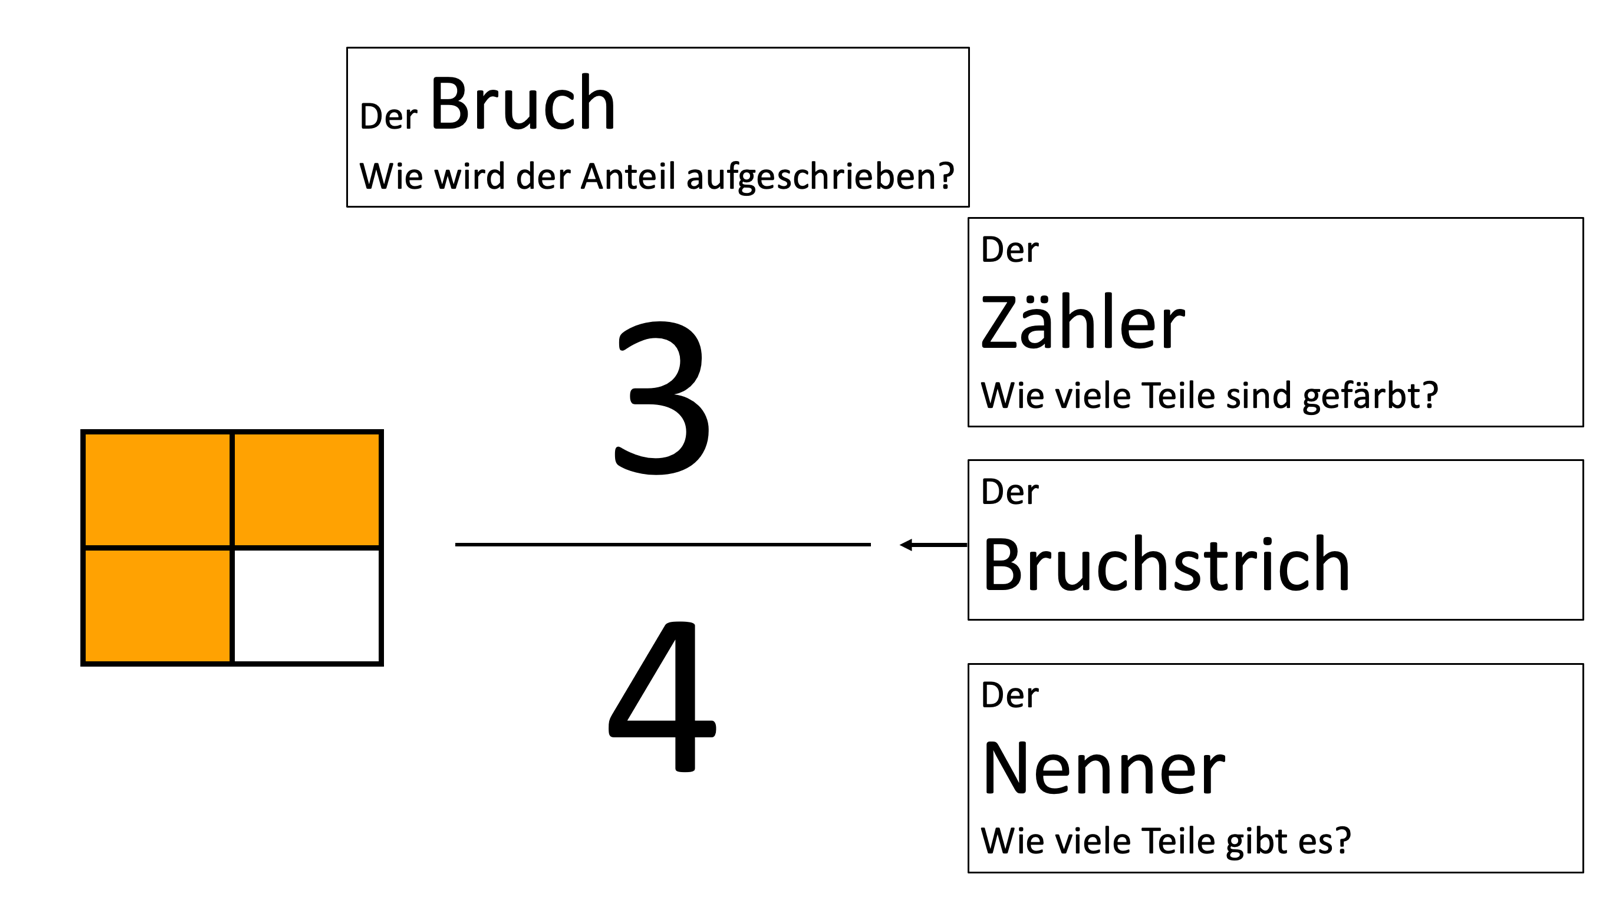 Der Bruch
Wie wird der Anteil aufgeschrieben?
Der
Zähler
Wie viele Teile sind gefärbt?
3
4
Der
Bruchstrich
Der
Nenner
Wie viele Teile gibt es?